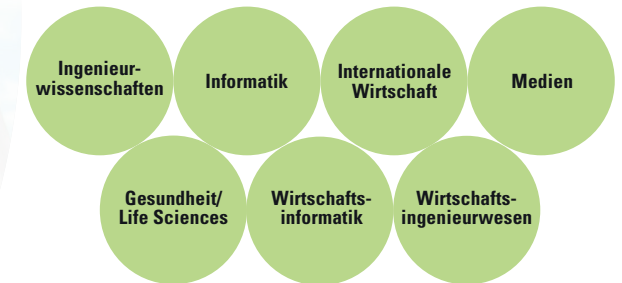 Ingenieur-
wissenschaften
Informatik
Internationale
Wirtschaft
Medien
Gesundheit/
Life Sciences
Wirtschafts-
informatik
Wirtschafts-
ingenieurwesen